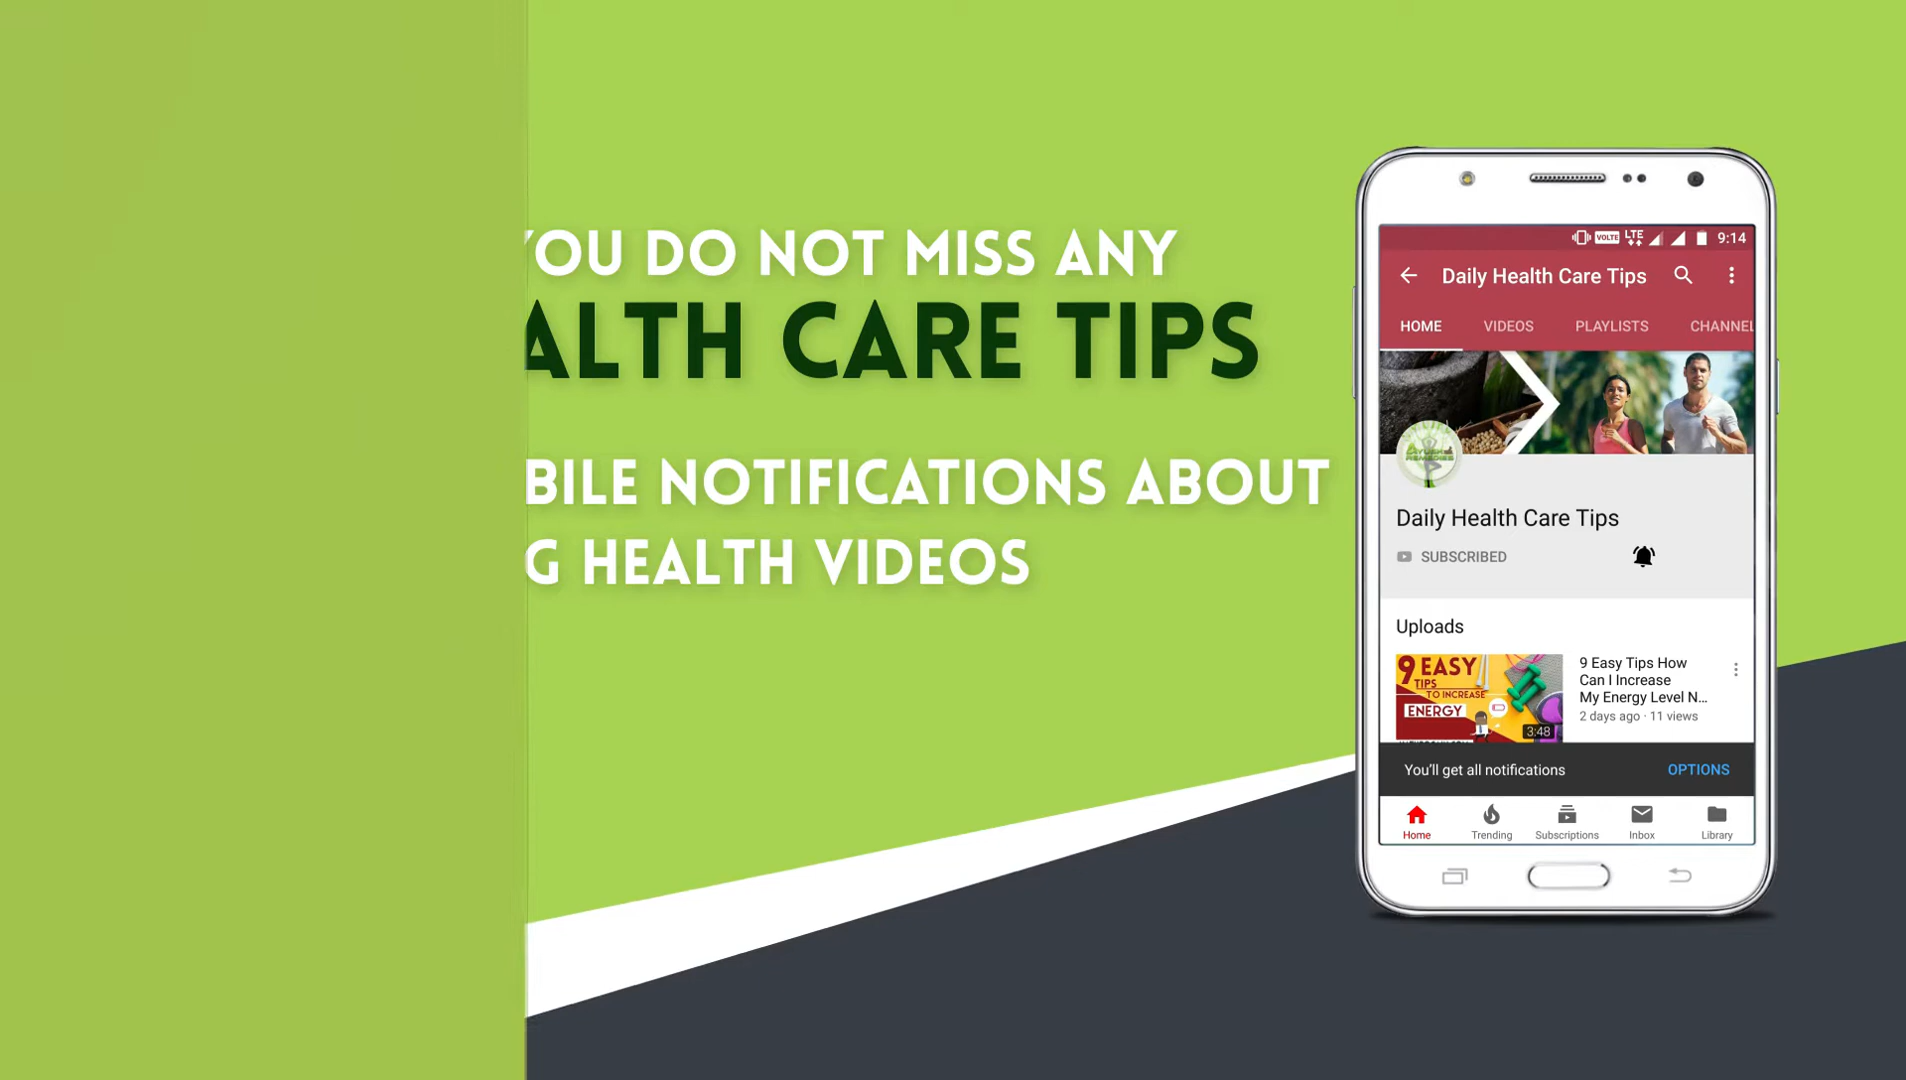 YOU DO NOT MISS ANY
ALTH CARE TIPS
BILE NOTIFICATIONS ABOUT
G HEALTH VIDEOS
VOLTE LTE 9:14
Daily Health Care Tips
HOME VIDEOS PLAYLISTS CHANNEL
Daily Health Care Tips
SUBSCRIBED
Uploads
9 EASY
TIPS
TO INCREASE
ENERGY
3:48
9 Easy Tips How
Can I Increase
My Energy Level N...
2 days ago · 11 views
You'll get all notifications OPTIONS
Home Trending Subscriptions Inbox Library